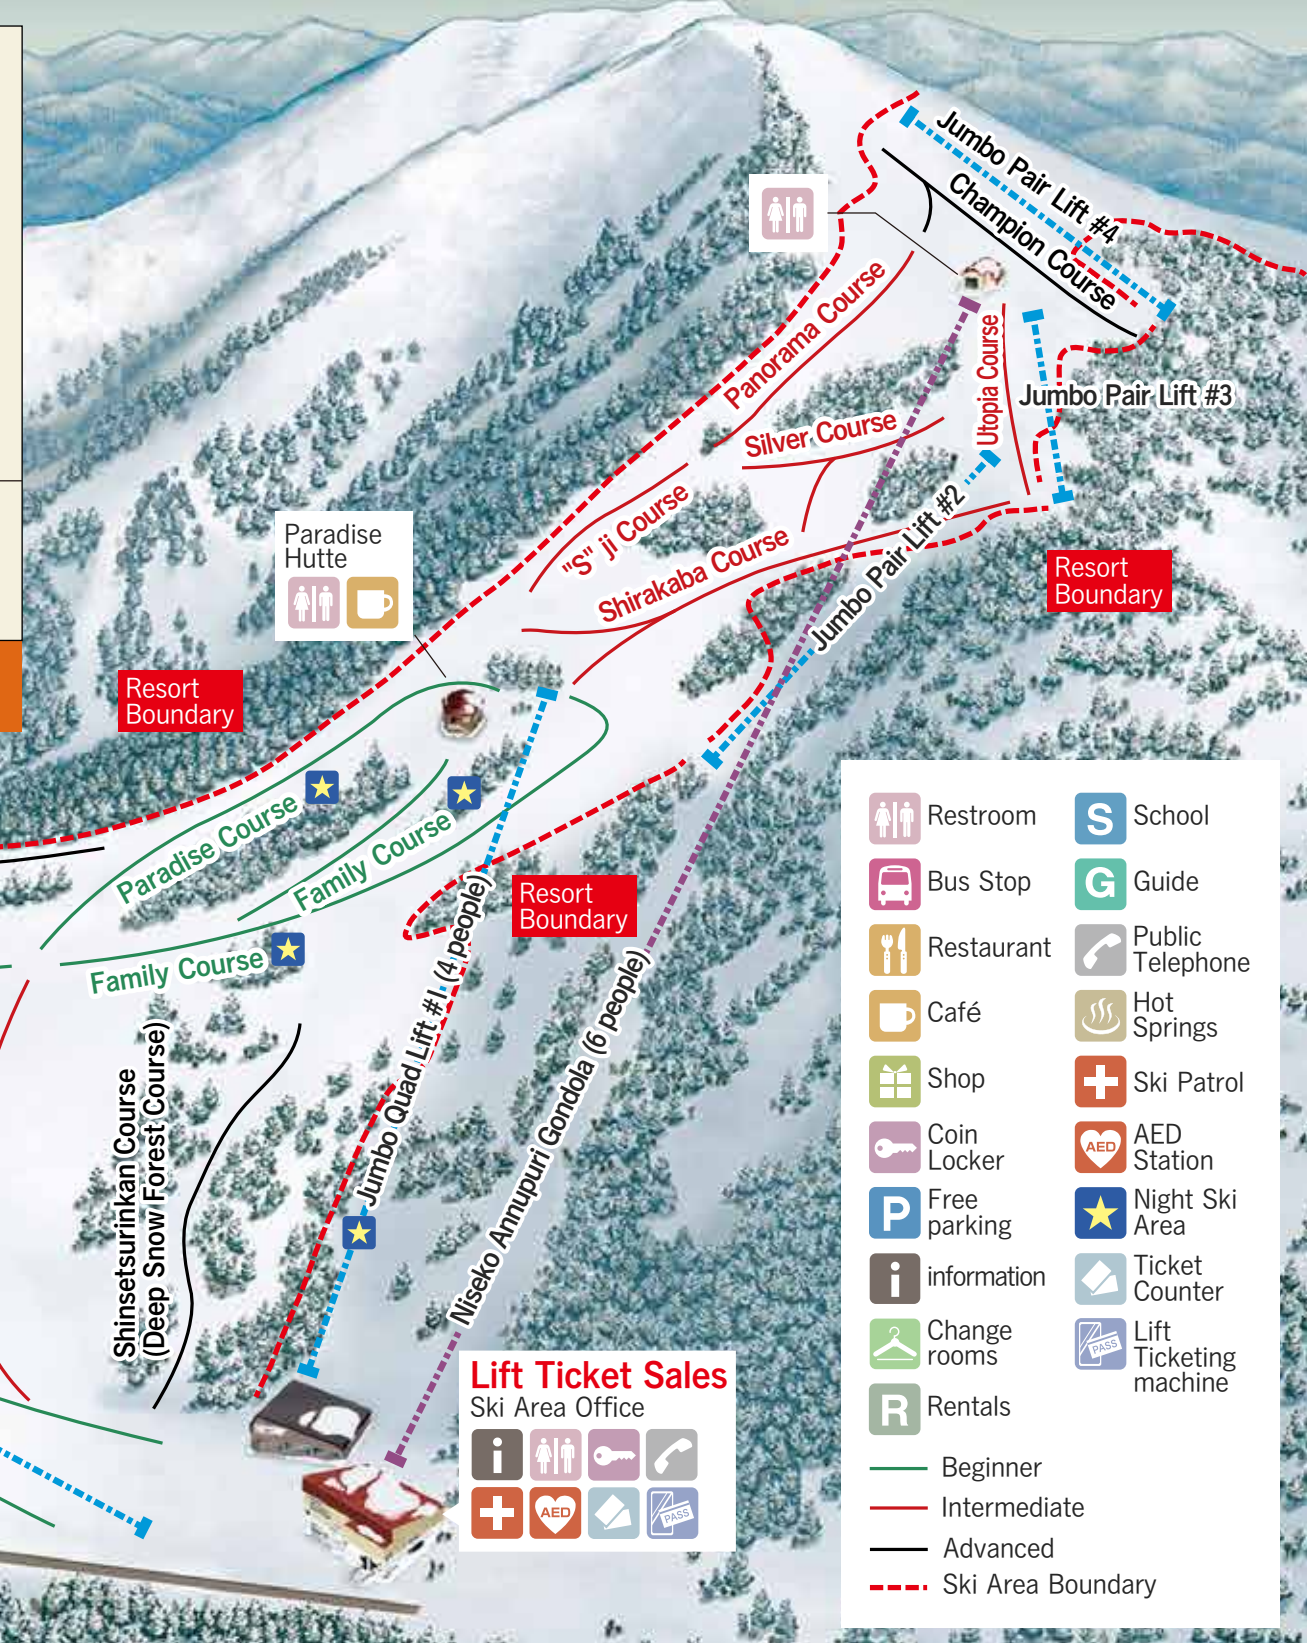 Jumbo Pair Lift #4
Champion Course
Panorama Course
Utopia Course
Jumbo Pair Lift #3
Silver Course
"S" ji Course
Jumbo Pair Lift #2
Shirakaba Course
Paradise
Hutte
Resort
Boundary
Resort
Boundary
Paradise Course
Family Course
Resort
Boundary
Family Course
Jumbo Quad Lift #1 (4 people)
Niseko Annupuri Gondola (6 people)
Shinsetsurinkan Course
(Deep Snow Forest Course)
Lift Ticket Sales
Ski Area Office
i
AED
PASS
Restroom
Bus Stop
Restaurant
Café
Shop
Coin
Locker
P
Free
parking
i
information
Change
rooms
R
Rentals
S
School
G
Guide
Public
Telephone
Hot
Springs
Ski Patrol
AED
AED
Station
Night Ski
Area
Ticket
Counter
PASS
Lift
Ticketing
machine
Beginner
Intermediate
Advanced
Ski Area Boundary